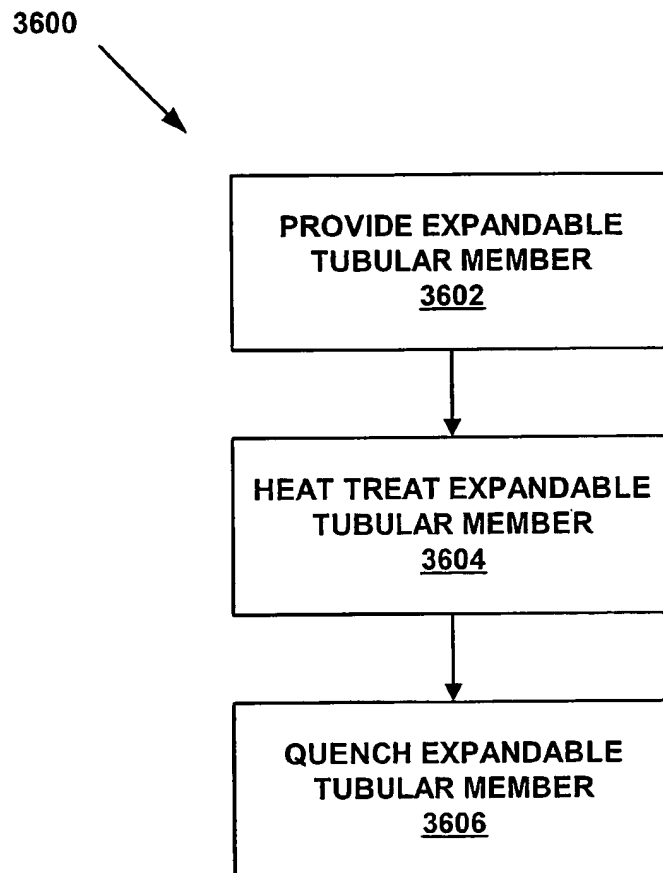 3600
PROVIDE EXPANDABLE
TUBULAR MEMBER
3602
HEAT TREAT EXPANDABLE
TUBULAR MEMBER
3604
QUENCH EXPANDABLE
TUBULAR MEMBER
3606